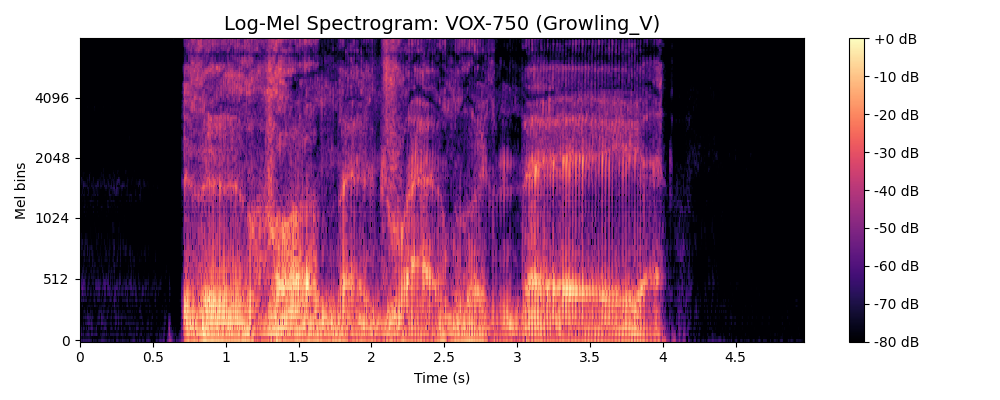 Log-Mel Spectrogram: VOX-750 (Growling_V)
Mel bins
4096
2048
1024
512
0
0
0.5
1
1.5
2
2.5
3
3.5
4
4.5
Time (s)
+0 dB
-10 dB
-20 dB
-30 dB
-40 dB
-50 dB
-60 dB
-70 dB
-80 dB